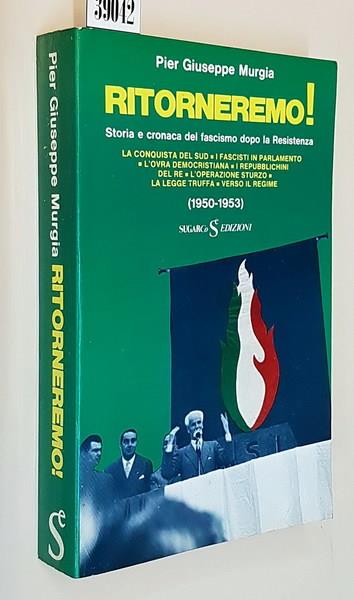 39042
Pier Giuseppe Murgia
RITORNEREMO!
Storia e cronaca del fascismo dopo la Resistenza
LA CONQUISTA DEL SUD ▪ I FASCISTI IN PARLAMENTO
▪ L'OVRA DEMOCRISTIANA ▪ I REPUBBLICHINI
DEL RE ▪ L'OPERAZIONE STURZO ▪
LA LEGGE TRUFFA ▪ VERSO IL REGIME
(1950-1953)
SUGARCo S EDIZIONI
Pier Giuseppe Murgia RITORNEREMO!
S